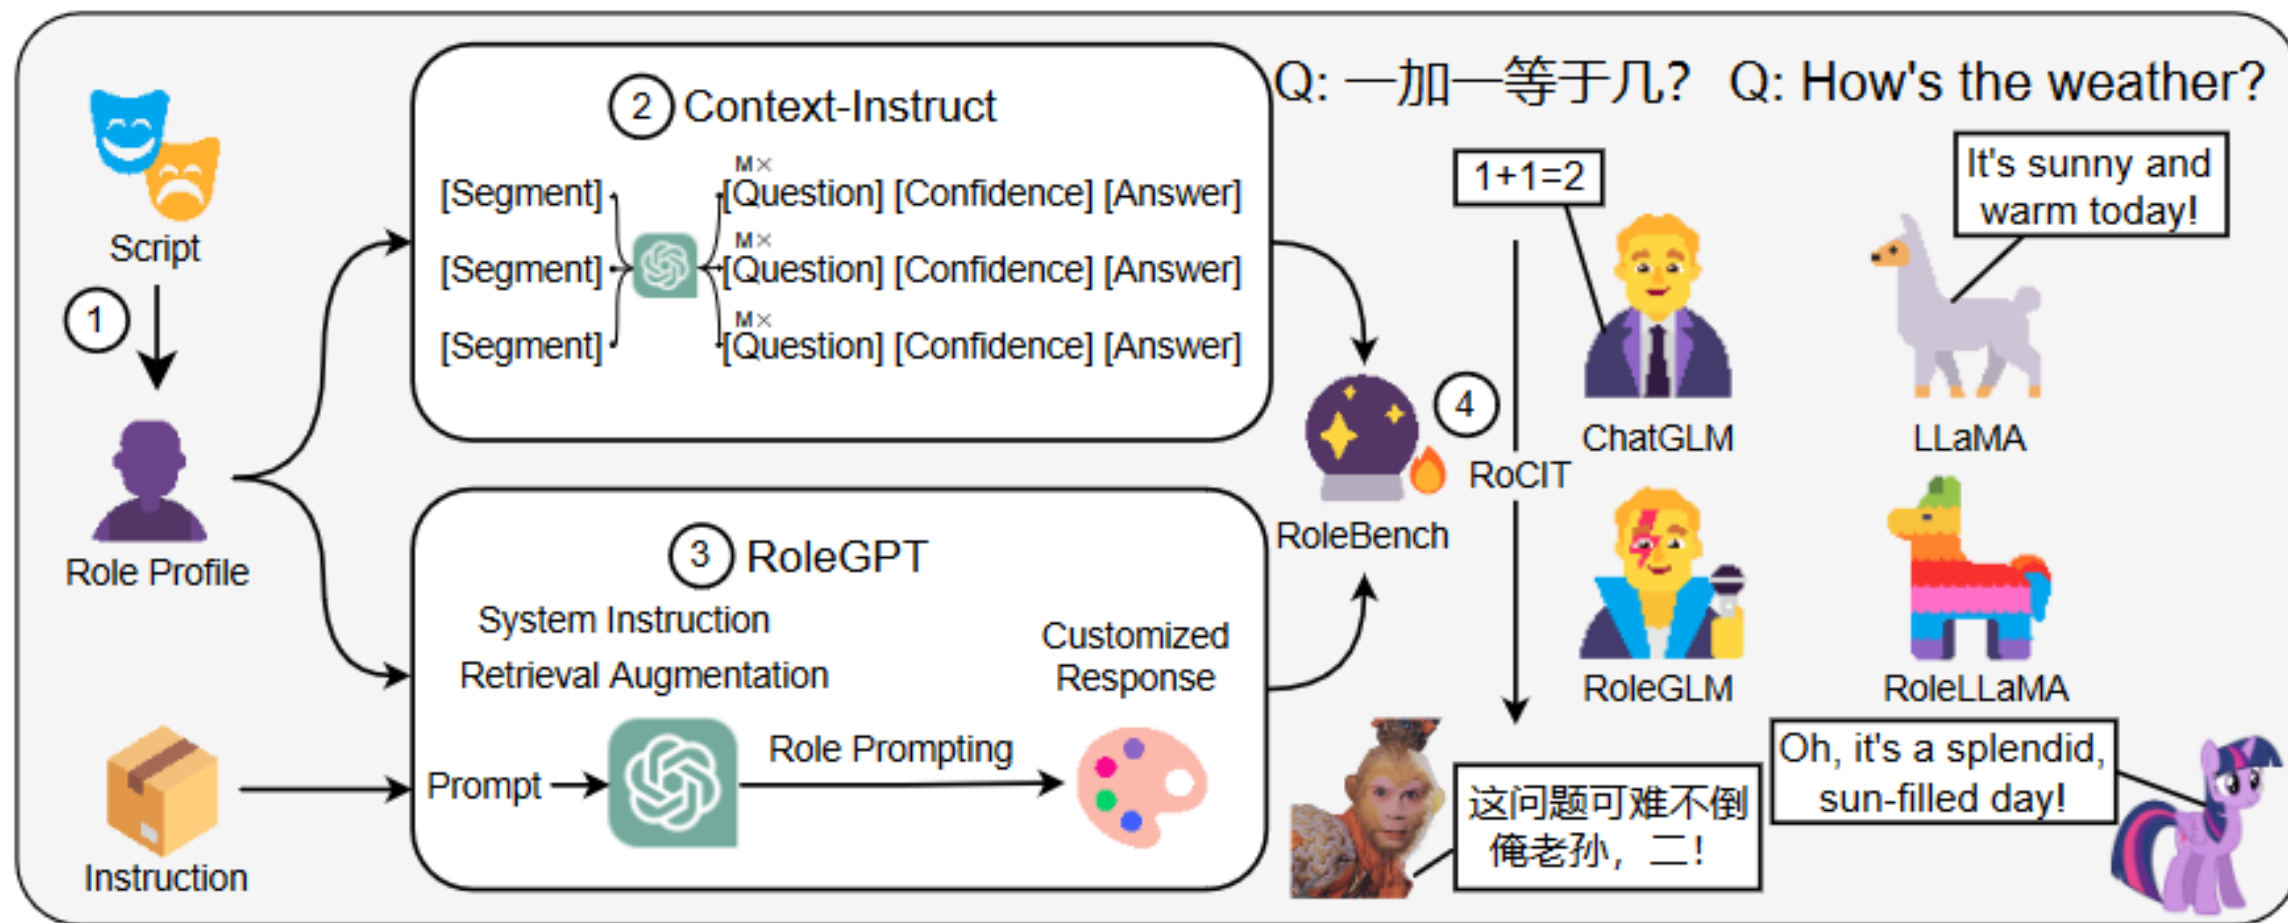 Script
1
Role Profile
Instruction
2 Context-Instruct
M×
[Segment] [Question] [Confidence] [Answer]
M×
[Segment] [Question] [Confidence] [Answer]
M×
[Segment] [Question] [Confidence] [Answer]
3 RoleGPT
System Instruction
Retrieval Augmentation
Customized
Response
Prompt
Role Prompting
RoleBench
4
RoCIT
Q: 一加一等于几? Q: How's the weather?
1+1=2
It's sunny and
warm today!
ChatGLM
LLaMA
RoleGLM
RoleLLaMA
这问题可难不倒
俺老孙，二！
Oh, it's a splendid,
sun-filled day!